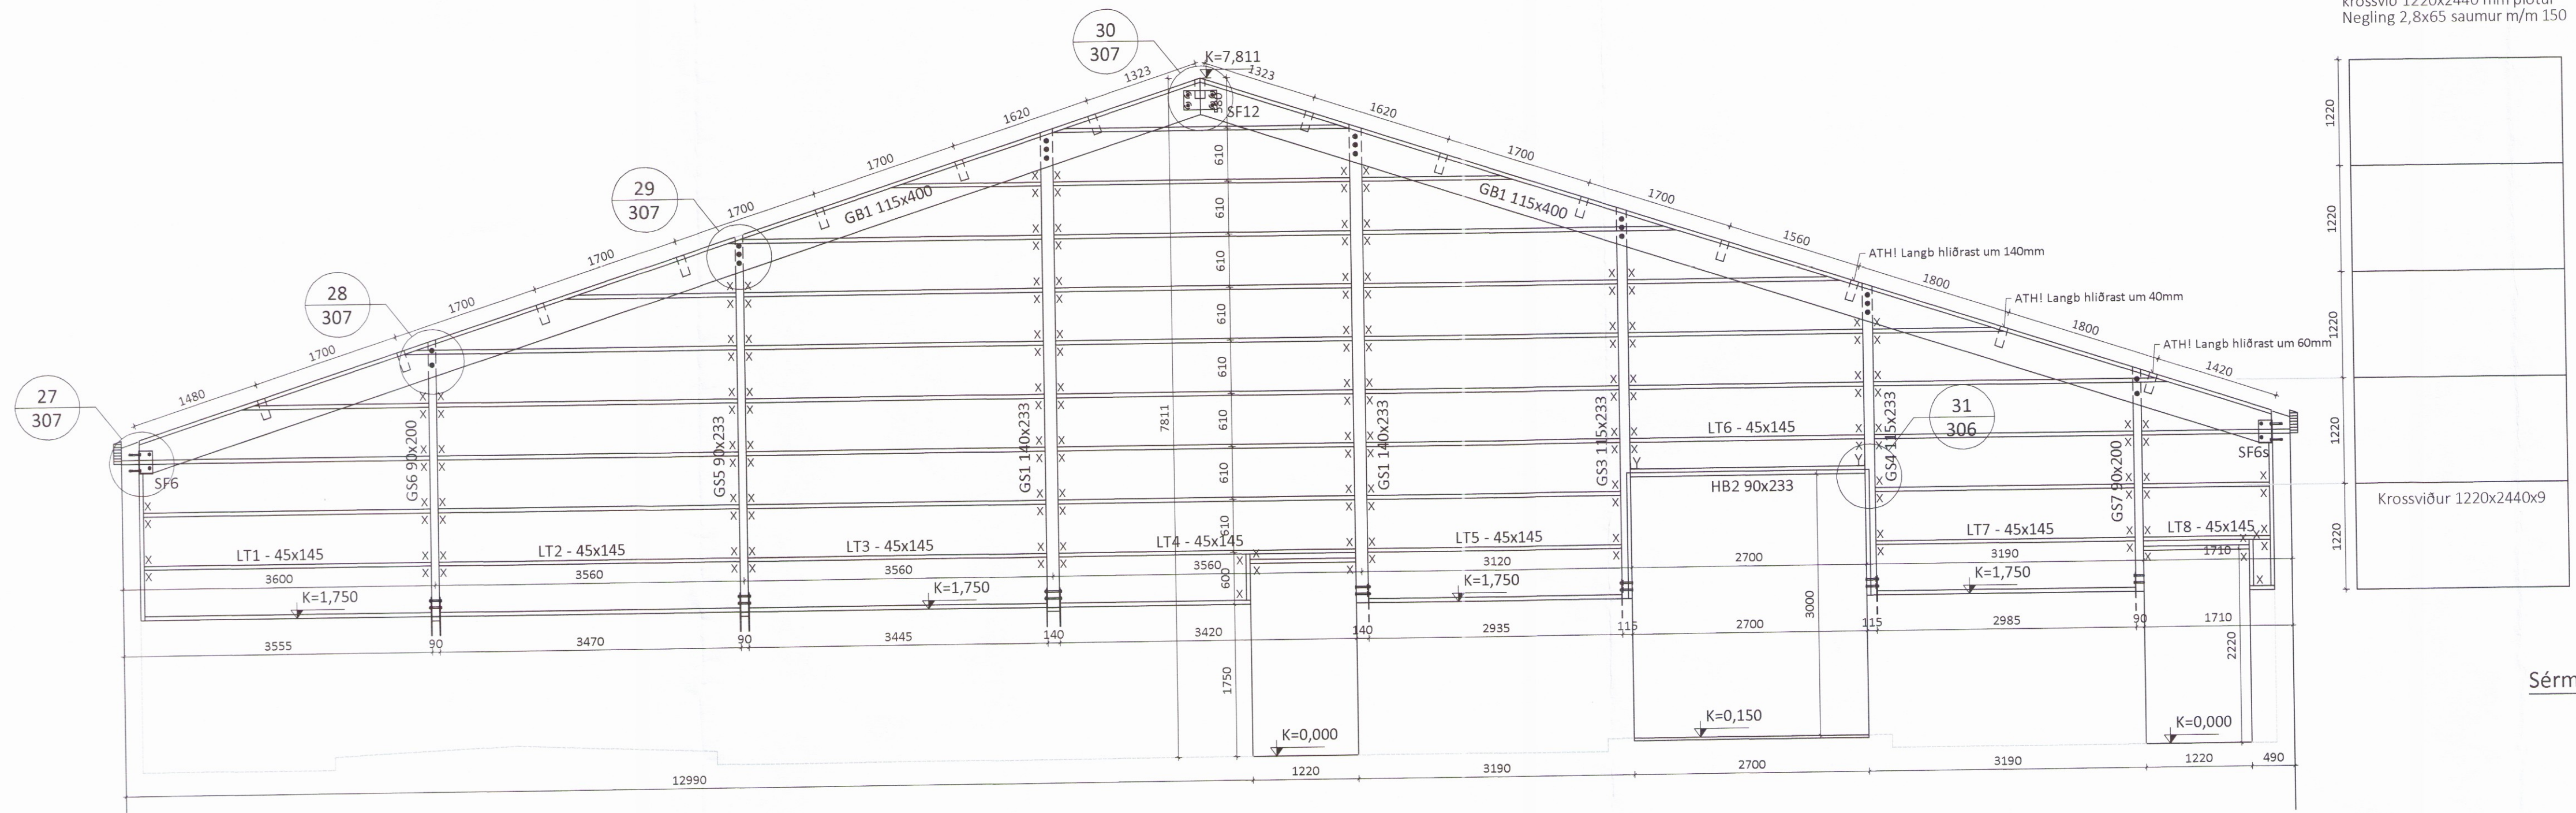 Negling 2,8x65 saumur m/m 150
30
307
K=7,811
1323
1323
SF12
1620
1620
1700
1700
1700
1700
1700
1560
1700
1800
1700
1800
1480
1420
29
307
28
307
27
307
GB1 115x400
GB1 115x400
ATH! Langb hliðrast um 140mm
ATH! Langb hliðrast um 40mm
ATH! Langb hliðrast um 60mm
610
610
610
610
610
610
610
610
7811
31
306
SF6
SF6s
GS6 90x200
GS5 90x233
GS1 140x233
GS1 140x233
GS3 115x233
GS4 115x233
GS7 90x200
LT6 - 45x145
HB2 90x233
LT1 - 45x145
LT2 - 45x145
LT3 - 45x145
LT4 - 45x145
LT5 - 45x145
LT7 - 45x145
LT8 - 45x145
3600
3560
3560
3560
3120
2700
3190
1710
600
K=1,750
K=1,750
K=1,750
K=1,750
3555
90
3470
90
3445
140
3420
140
2935
115
2700
115
2985
90
1710
3000
2220
1750
K=0,000
K=0,150
K=0,000
12990
1220
3190
2700
3190
1220
490
1220
1220
1220
1220
1220
Krossviður 1220x2440x9
Sérm